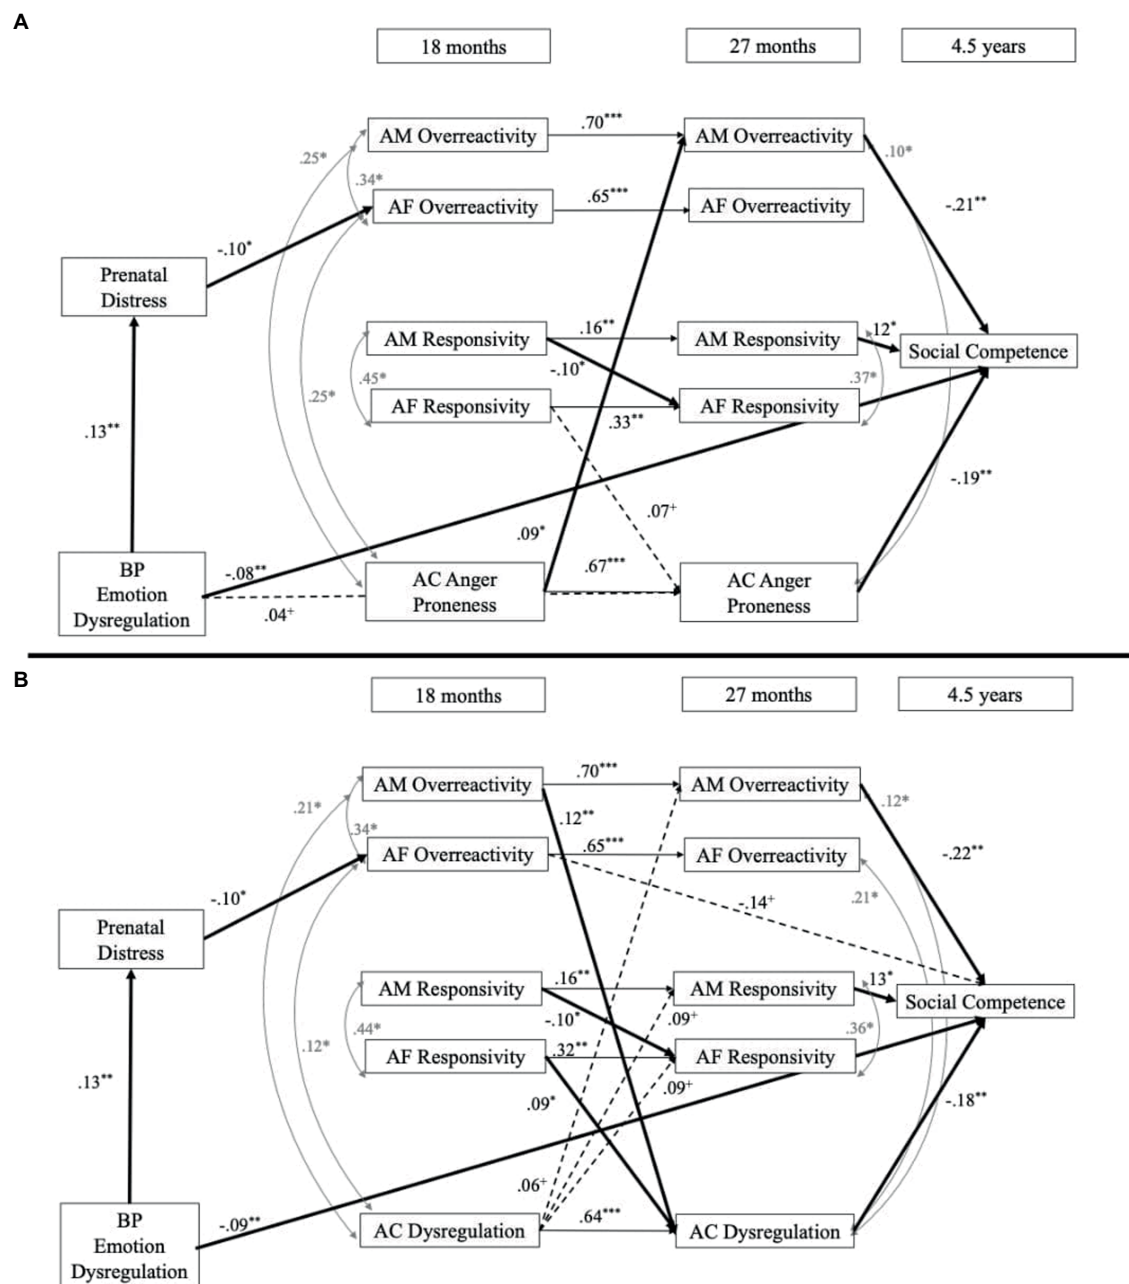 A
18 months
27 months
4.5 years
AM Overreactivity
.70***
AM Overreactivity
.10*
.25*
.34*
AF Overreactivity
.65***
AF Overreactivity
-.21**
-.10*
Prenatal
Distress
AM Responsivity
.16**
AM Responsivity
.12*
Social Competence
-.10*
.45*
.37*
.25*
AF Responsivity
.33**
AF Responsivity
.13**
-.19**
.07+
.09*
BP
Emotion
Dysregulation
-.08**
.04+
AC Anger
Proneness
.67***
AC Anger
Proneness
B
18 months
27 months
4.5 years
AM Overreactivity
.70***
AM Overreactivity
.12*
.21*
.12**
.34*
AF Overreactivity
.65***
AF Overreactivity
-.22**
-.10*
-.14+
.21*
Prenatal
Distress
AM Responsivity
.16**
AM Responsivity
.13*
Social Competence
-.10*
.09+
.44*
.36*
.12*
AF Responsivity
.32**
AF Responsivity
.13**
.09+
.09*
-.18**
.06+
BP
Emotion
Dysregulation
-.09**
AC Dysregulation
.64***
AC Dysregulation